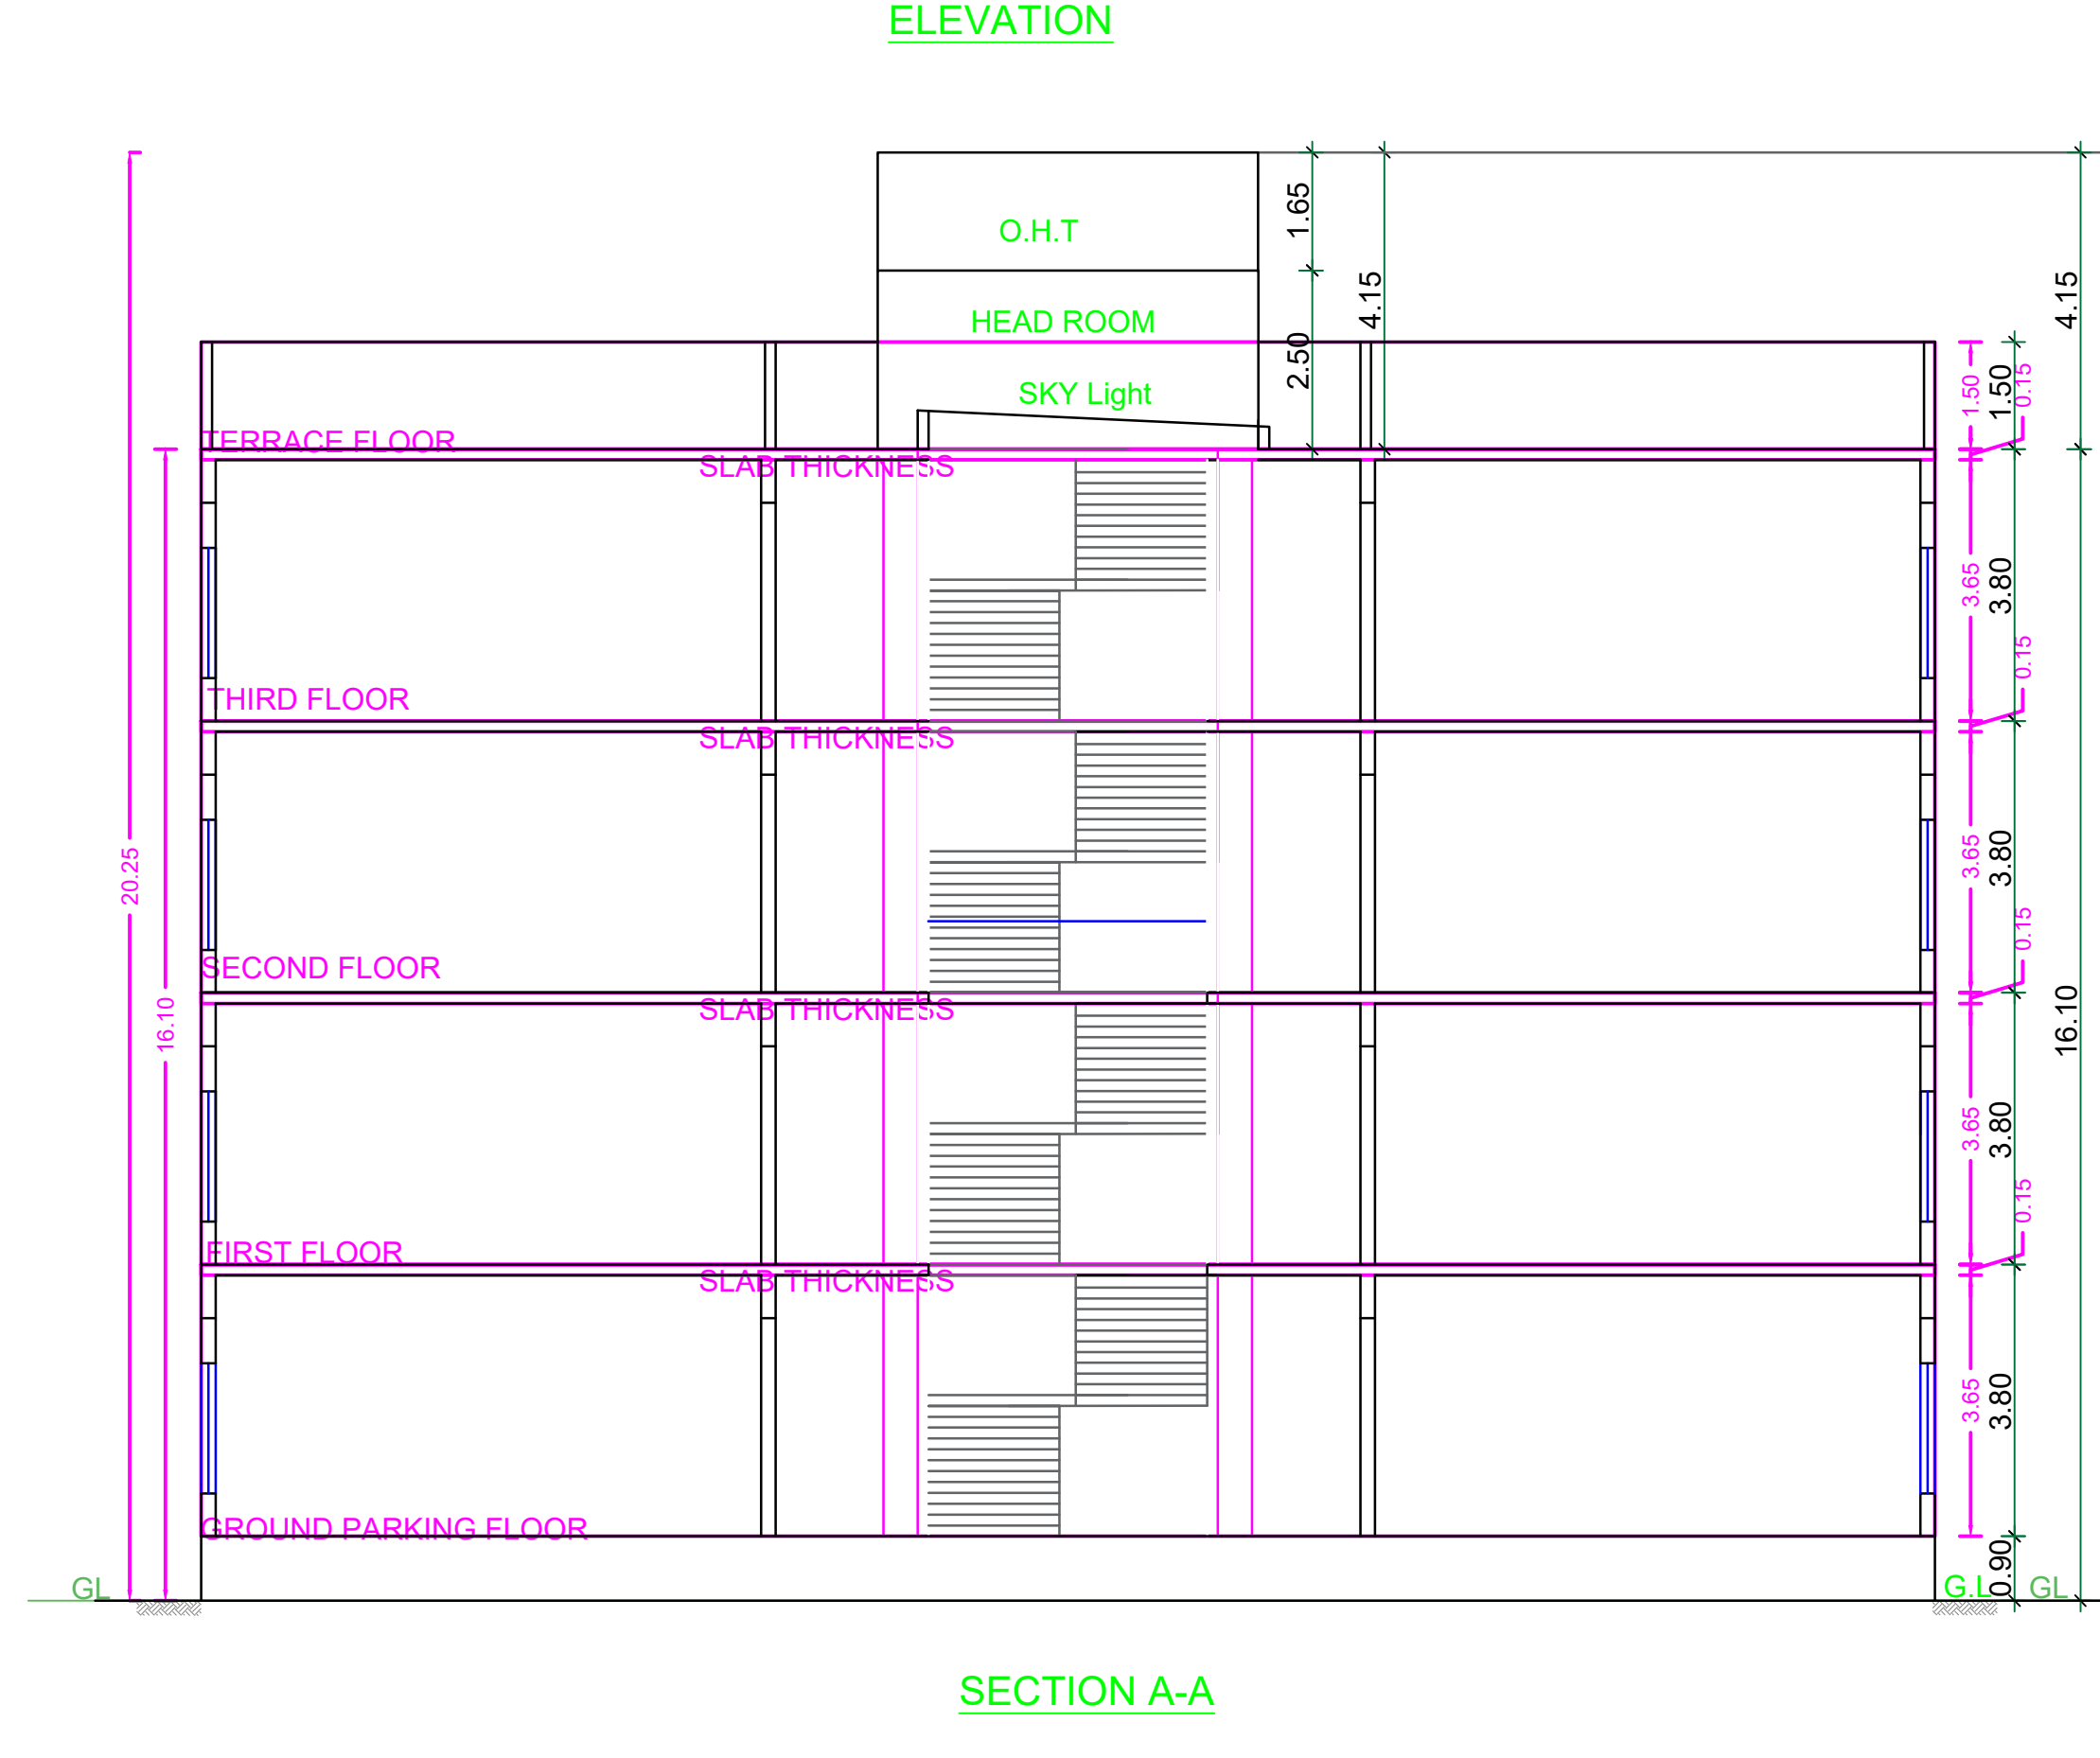 ELEVATION
O.H.T
1.65
HEAD ROOM
4.15
4.15
2.50
SKY Light
1.50
1.50
0.15
TERRACE FLOOR
SLAB THICKNESS
3.65
3.80
0.15
THIRD FLOOR
SLAB THICKNESS
20.25
3.65
3.80
0.15
SECOND FLOOR
SLAB THICKNESS
16.10
16.10
3.65
3.80
0.15
FIRST FLOOR
SLAB THICKNESS
3.65
3.80
GROUND PARKING FLOOR
0.90
GL
G.L
GL
SECTION A-A